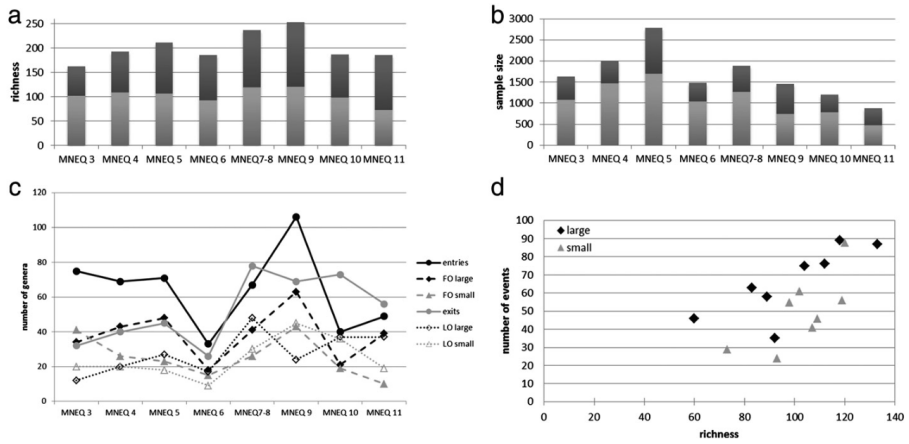 a
richness
250
200
150
100
50
0
MNEQ 3 MNEQ 4 MNEQ 5 MNEQ 6 MNEQ7-8 MNEQ 9 MNEQ 10 MNEQ 11
b
sample size
3000
2500
2000
1500
1000
500
0
MNEQ 3 MNEQ 4 MNEQ 5 MNEQ 6 MNEQ7-8 MNEQ 9 MNEQ 10 MNEQ 11
c
number of genera
120
100
80
60
40
20
0
MNEQ 3 MNEQ 4 MNEQ 5 MNEQ 6 MNEQ7-8 MNEQ 9 MNEQ 10 MNEQ 11
entries
FO large
FO small
exits
LO large
LO small
d
number of events
100
90
80
70
60
50
40
30
20
10
0
large
small
0 20 40 60 80 100 120 140
richness